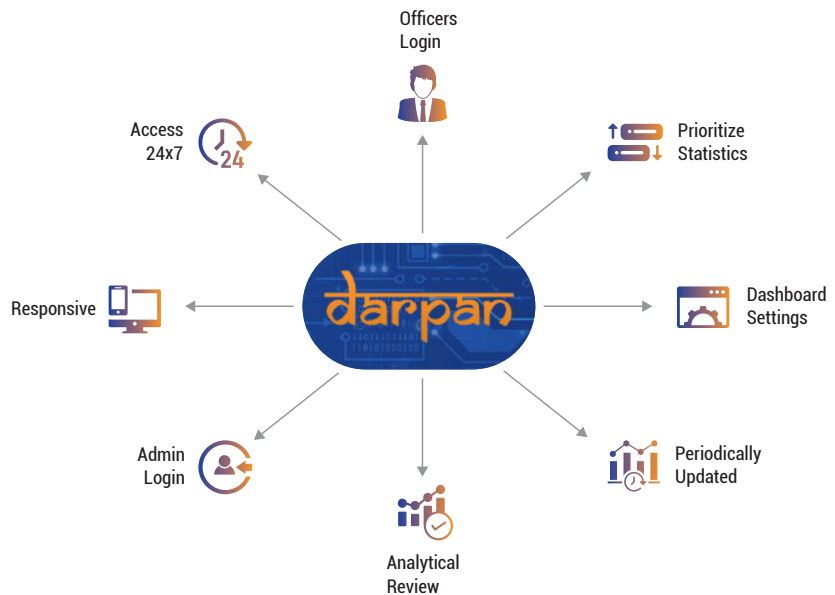 Officers
Login
Access
24x7
24
Prioritize
Statistics
Responsive
darpan
Dashboard
Settings
Admin
Login
Periodically
Updated
Analytical
Review